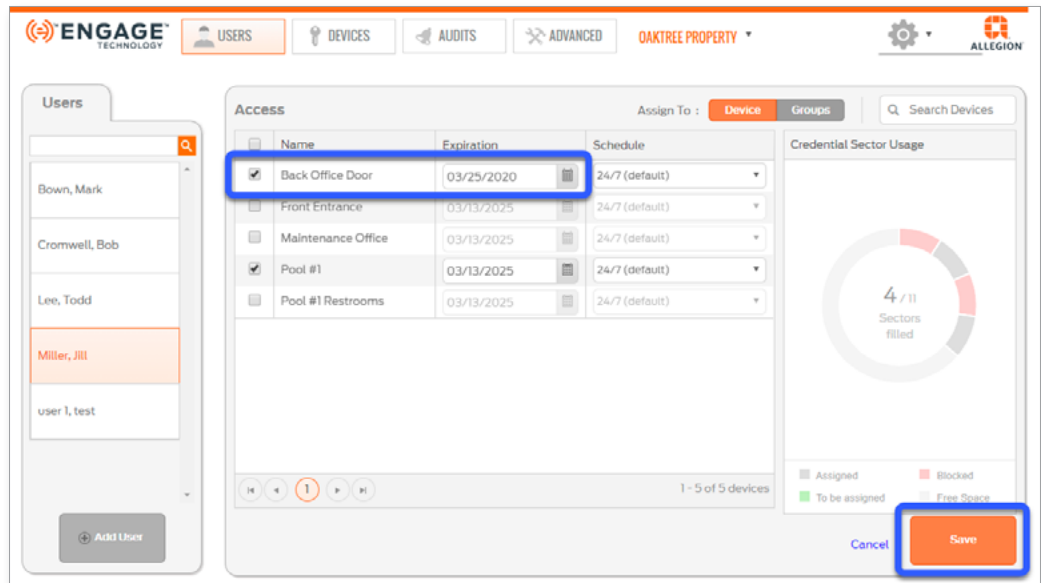 ENGAGE™
TECHNOLOGY
USERS
DEVICES
AUDITS
ADVANCED
OAKTREE PROPERTY
ALLEGION
Users
Access
Assign To :
Device
Groups
Search Devices
Name
Expiration
Schedule
Credential Sector Usage
Back Office Door
03/25/2020
24/7 (default)
Front Entrance
03/13/2025
24/7 (default)
Maintenance Office
03/13/2025
24/7 (default)
Pool #1
03/13/2025
24/7 (default)
Pool #1 Restrooms
03/13/2025
24/7 (default)
Bown, Mark
Cromwell, Bob
Lee, Todd
Miller, Jill
user 1, test
4 / 11
Sectors
filled
1
1 - 5 of 5 devices
Assigned
Blocked
To be assigned
Free Space
Add User
Cancel
Save